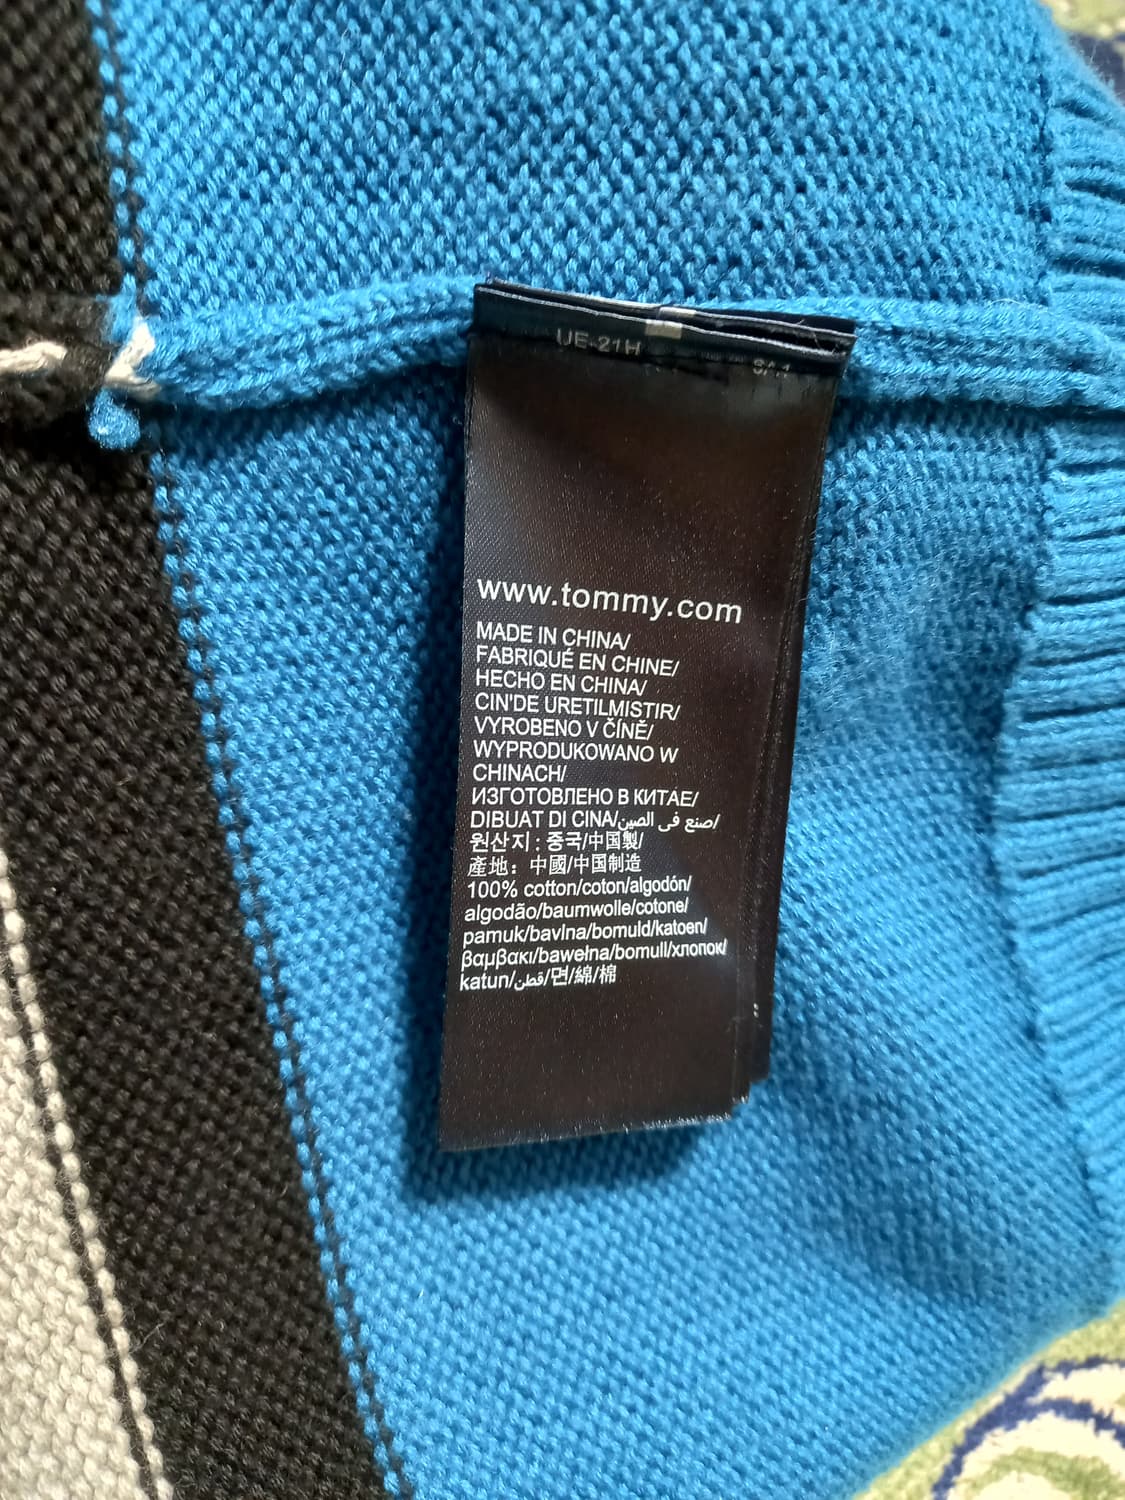 UE-21H
www.tommy.com
MADE IN CHINA/
FABRIQUÉ EN CHINE/
HECHO EN CHINA/
CIN'DE URETILMISTIR/
VYROBENO V ČÍNĚ/
WYPRODUKOWANO W
CHINACH/
ИЗГОТОВЛЕНО В КИТАЕ/
DIBUAT DI CINA/صنع فى الصين/
원산지 : 중국/中国製/
產地：中國/中国制造
100% cotton/coton/algodón/
algodão/baumwolle/cotone/
pamuk/bavlna/bomuld/katoen/
βαμβακι/bawełna/bomull/хлопок/
katun/قطن/면/綿/棉